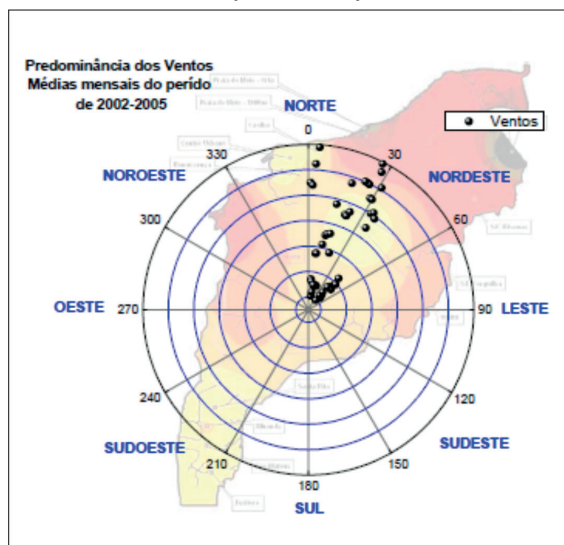 Predominância dos Ventos
Médias mensais do perído
de 2002-2005
NORTE
Ventos
0
330
30
NOROESTE
NORDESTE
300
60
OESTE
270
90
LESTE
240
120
SUDOESTE
SUDESTE
210
150
180
SUL